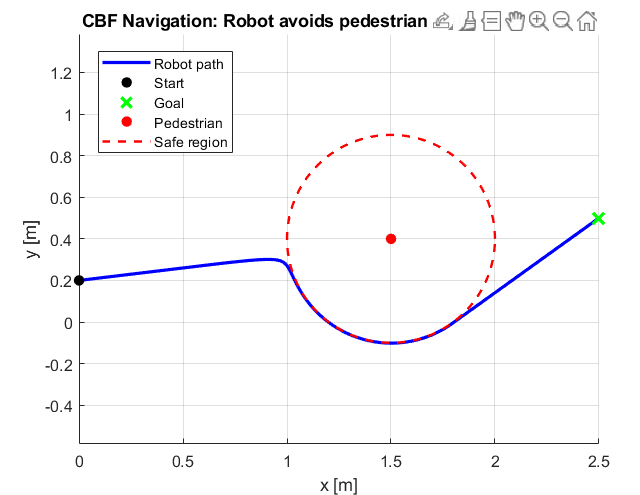 CBF Navigation: Robot avoids pedestrian
Robot path
Start
Goal
Pedestrian
Safe region
1.2
1
0.8
0.6
0.4
0.2
0
-0.2
-0.4
y [m]
0
0.5
1
1.5
2
2.5
x [m]